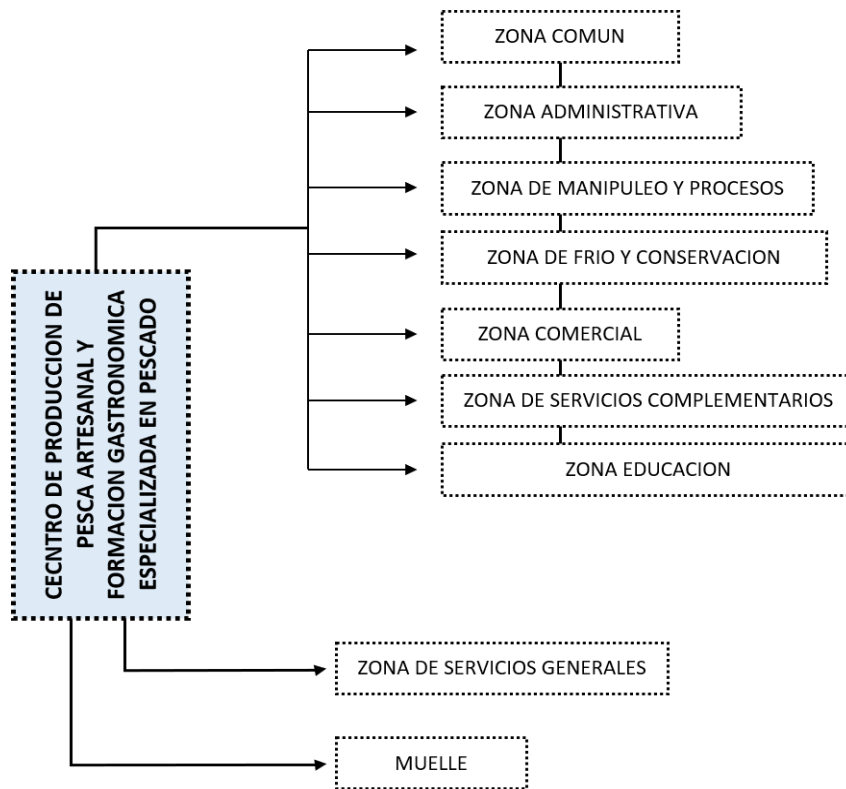 ZONA COMUN
ZONA ADMINISTRATIVA
ZONA DE MANIPULEO Y PROCESOS
ZONA DE FRIO Y CONSERVACION
ZONA COMERCIAL
ZONA DE SERVICIOS COMPLEMENTARIOS
ZONA EDUCACION
CECNTRO DE PRODUCCION DE
PESCA ARTESANAL Y
FORMACION GASTRONOMICA
ESPECIALIZADA EN PESCADO
ZONA DE SERVICIOS GENERALES
MUELLE